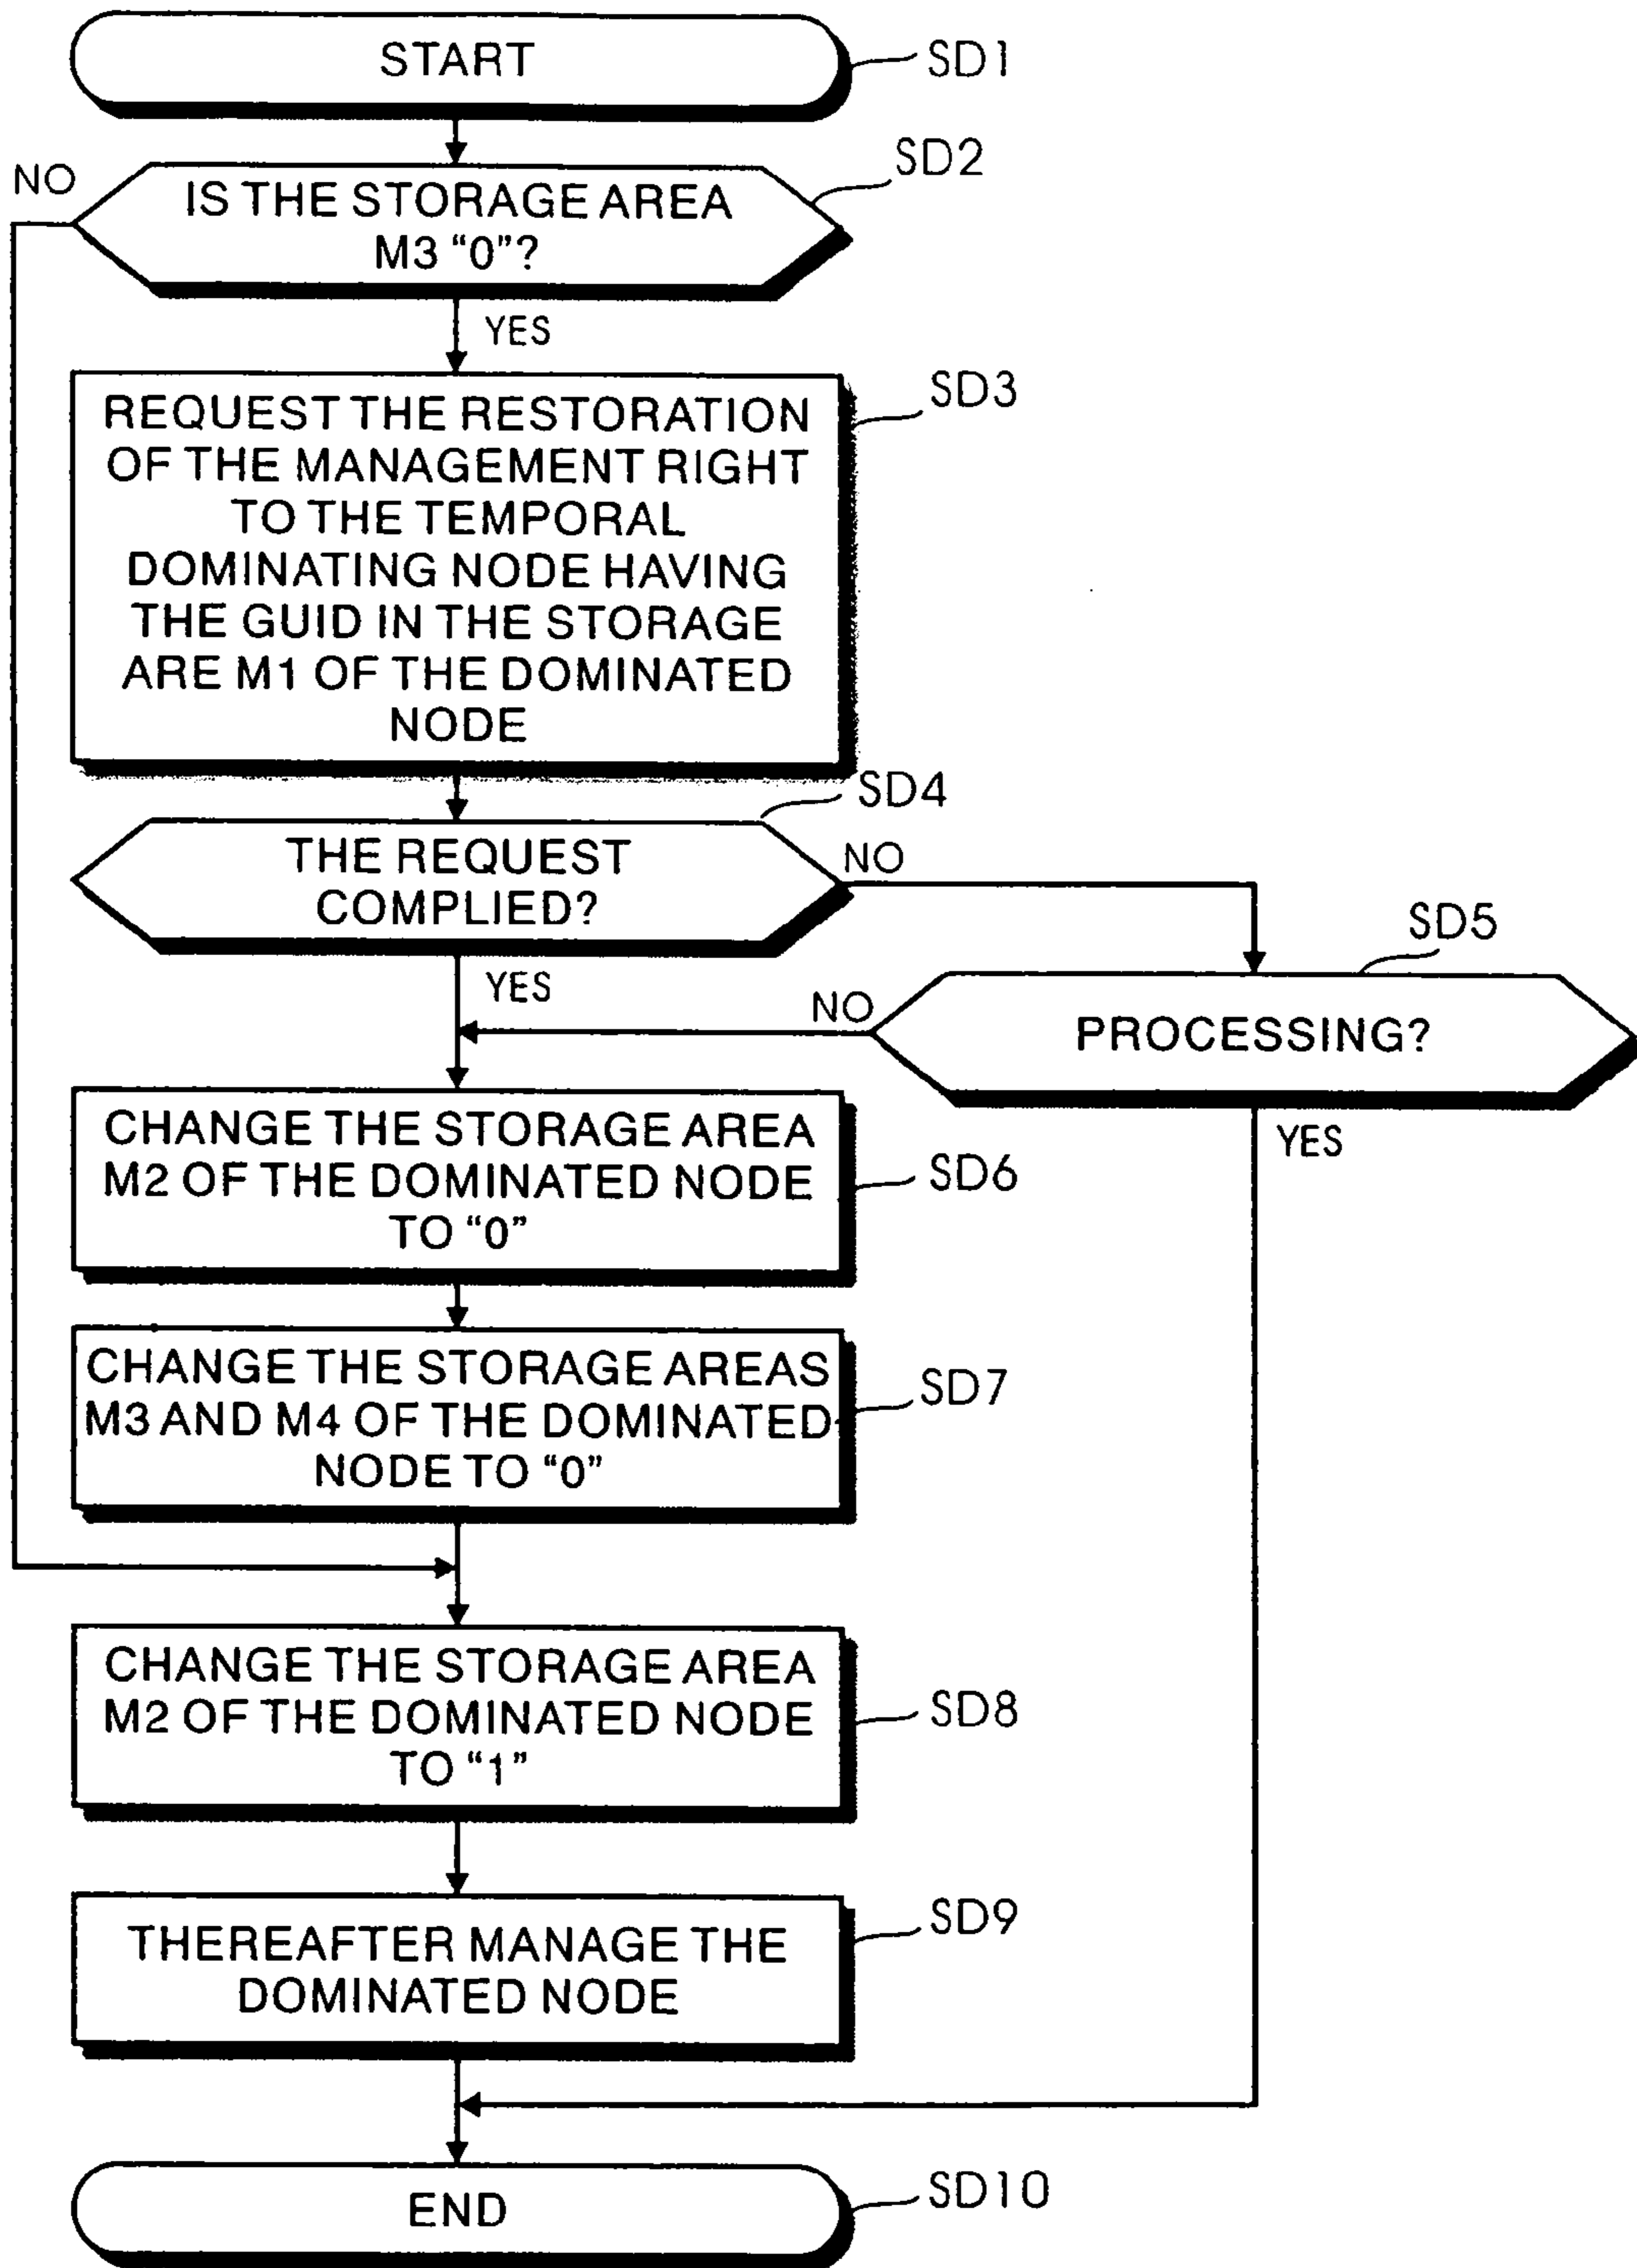 START
SD1
SD2
NO
IS THE STORAGE AREA
M3 “0”?
YES
SD3
REQUEST THE RESTORATION
OF THE MANAGEMENT RIGHT
TO THE TEMPORAL
DOMINATING NODE HAVING
THE GUID IN THE STORAGE
ARE M1 OF THE DOMINATED
NODE
SD4
THE REQUEST
COMPLIED?
NO
SD5
YES
NO
PROCESSING?
CHANGE THE STORAGE AREA
M2 OF THE DOMINATED NODE
TO “0”
SD6
YES
CHANGE THE STORAGE AREAS
M3 AND M4 OF THE DOMINATED
NODE TO “0”
SD7
CHANGE THE STORAGE AREA
M2 OF THE DOMINATED NODE
TO “1”
SD8
THEREAFTER MANAGE THE
DOMINATED NODE
SD9
END
SD10